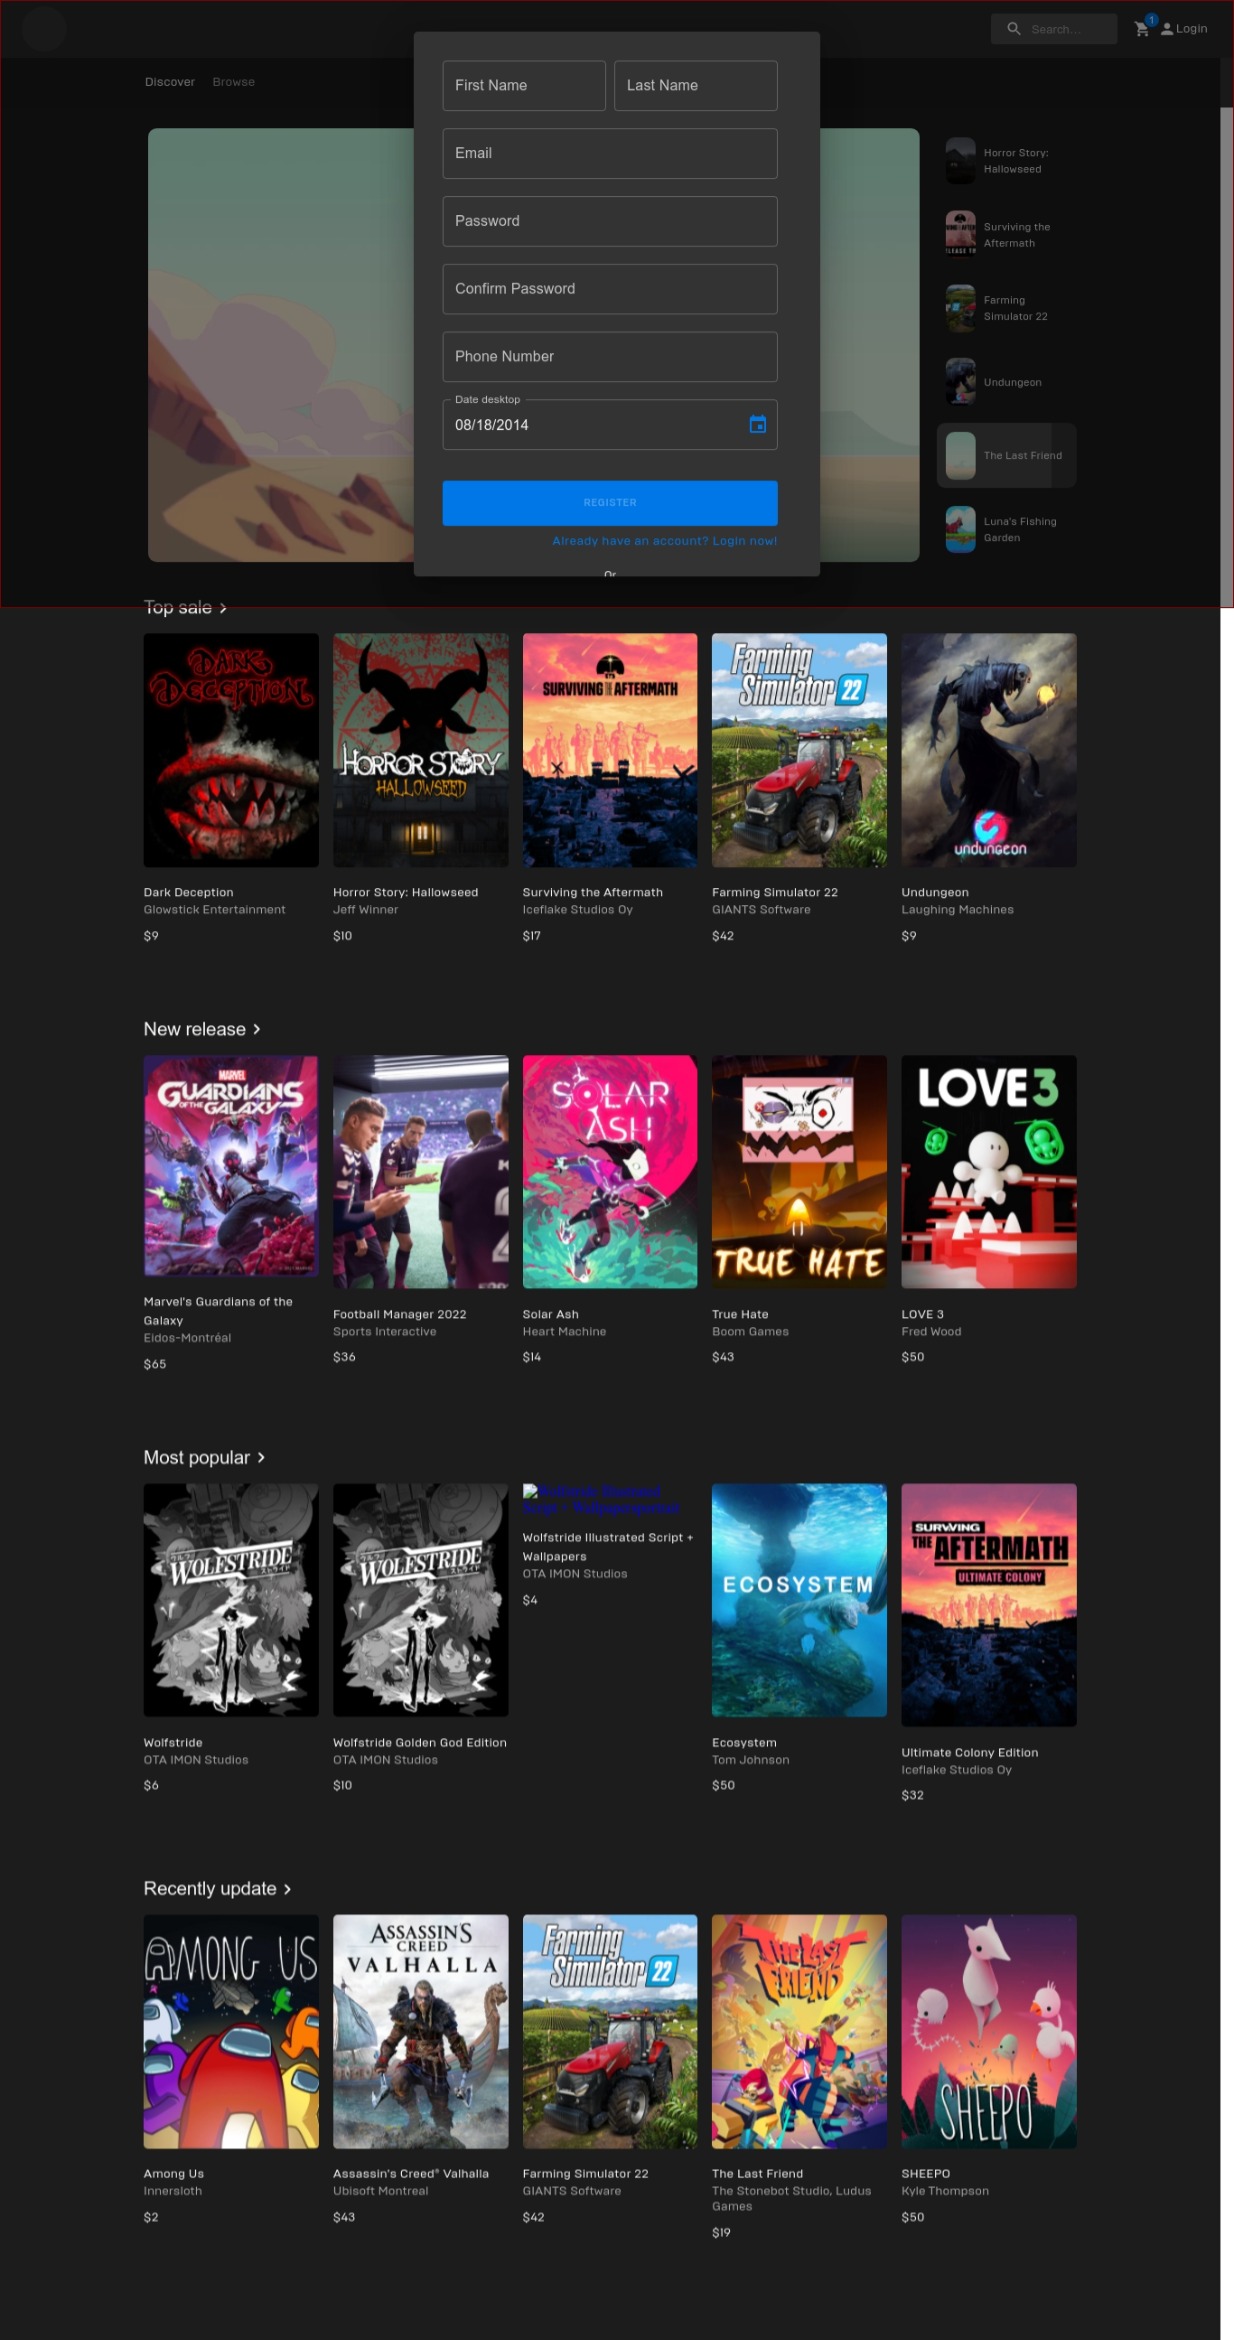 Search...
1
Login
Discover
Browse
First Name
Last Name
Email
Password
Confirm Password
Phone Number
Date desktop
08/18/2014
REGISTER
Already have an account? Login now!
Or
Horror Story:
Hallowseed
Surviving the
Aftermath
Farming
Simulator 22
Undungeon
The Last Friend
Luna's Fishing
Garden
Top sale
DARK
DECEPTION
HORROR STORY
HALLOWSEED
SURVIVING THE AFTERMATH
Farming
Simulator 22
undungeon
Dark Deception
Glowstick Entertainment
$9
Horror Story: Hallowseed
Jeff Winner
$10
Surviving the Aftermath
Iceflake Studios Oy
$17
Farming Simulator 22
GIANTS Software
$42
Undungeon
Laughing Machines
$9
New release
MARVEL
GUARDIANS
OF THE GALAXY
SOLAR
ASH
TRUE HATE
LOVE 3
Marvel's Guardians of the
Galaxy
Eidos-Montréal
$65
Football Manager 2022
Sports Interactive
$36
Solar Ash
Heart Machine
$14
True Hate
Boom Games
$43
LOVE 3
Fred Wood
$50
Most popular
WOLFSTRIDE
WOLFSTRIDE
Wolfstride Illustrated
Script + Wallpapers
ECOSYSTEM
SURVIVING
THE AFTERMATH
ULTIMATE COLONY
Wolfstride
OTA IMON Studios
$6
Wolfstride Golden God Edition
OTA IMON Studios
$10
Wolfstride Illustrated Script +
Wallpapers
OTA IMON Studios
$4
Ecosystem
Tom Johnson
$50
Ultimate Colony Edition
Iceflake Studios Oy
$32
Recently update
AMONG US
ASSASSIN'S
CREED
VALHALLA
Farming
Simulator 22
THE LAST
FRIEND
SHEEPO
Among Us
Innersloth
$2
Assassin's Creed® Valhalla
Ubisoft Montreal
$43
Farming Simulator 22
GIANTS Software
$42
The Last Friend
The Stonebot Studio, Ludus
Games
$19
SHEEPO
Kyle Thompson
$50